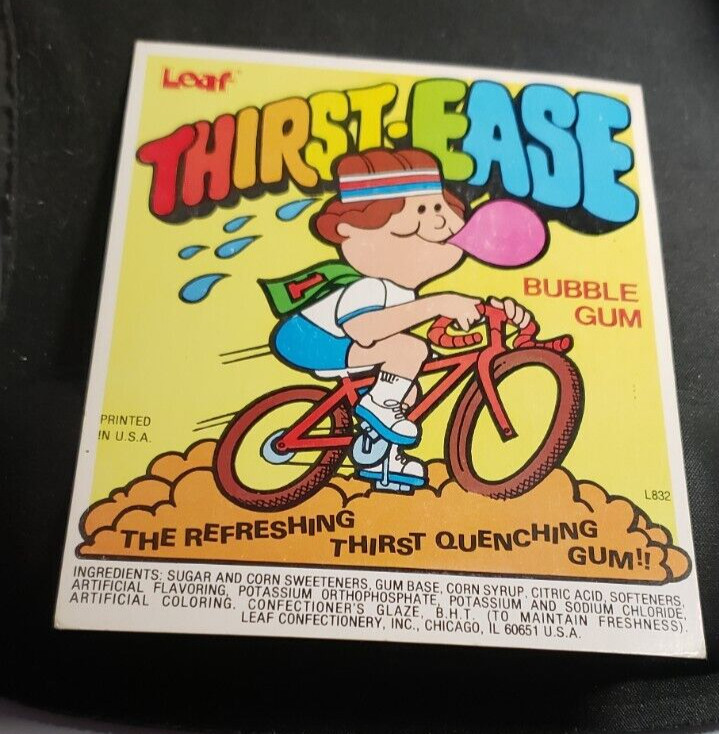 Leaf
THIRST·EASE
BUBBLE
GUM
T
PRINTED
IN U.S.A.
L832
THE REFRESHING
THIRST QUENCHING
GUM!!
INGREDIENTS: SUGAR AND CORN SWEETENERS, GUM BASE, CORN SYRUP, CITRIC ACID, SOFTENERS,
ARTIFICIAL FLAVORING, POTASSIUM ORTHOPHOSPHATE, POTASSIUM AND SODIUM CHLORIDE,
ARTIFICIAL COLORING, CONFECTIONER'S GLAZE, B.H.T. (TO MAINTAIN FRESHNESS).
LEAF CONFECTIONERY, INC., CHICAGO, IL 60651 U.S.A.